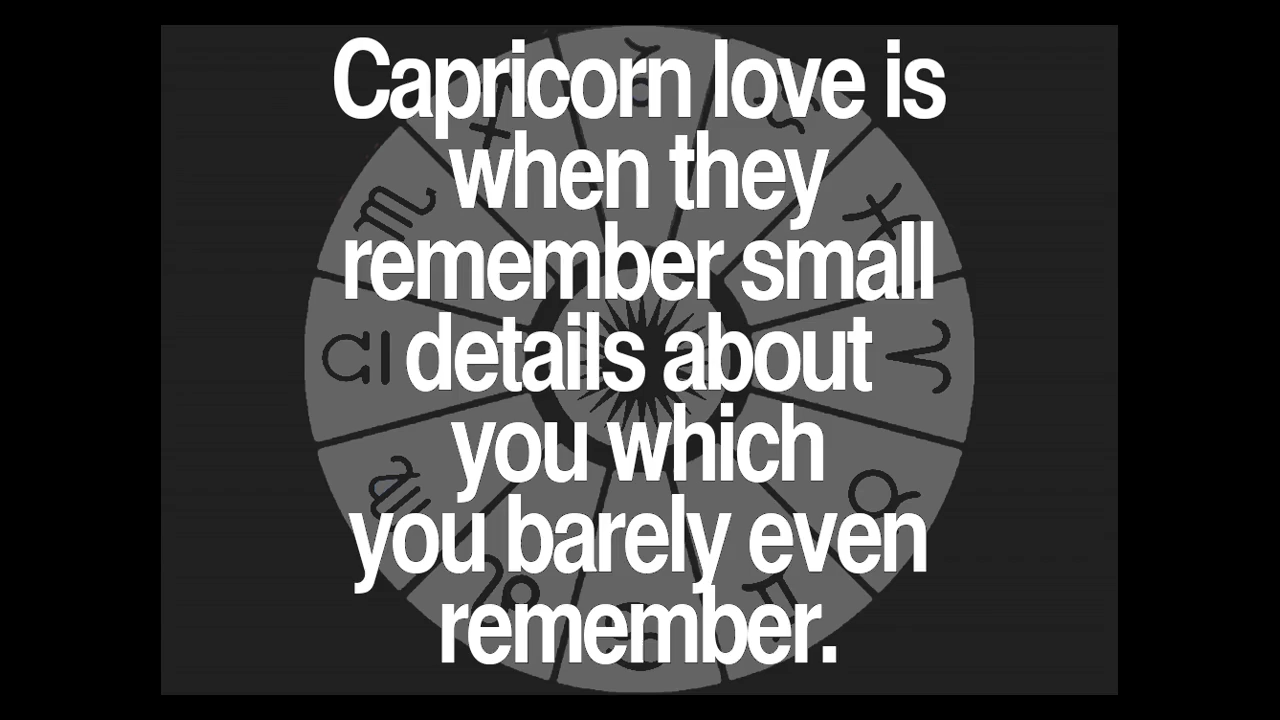 Capricorn love is
when they
remember small
details about
you which
you barely even
remember.